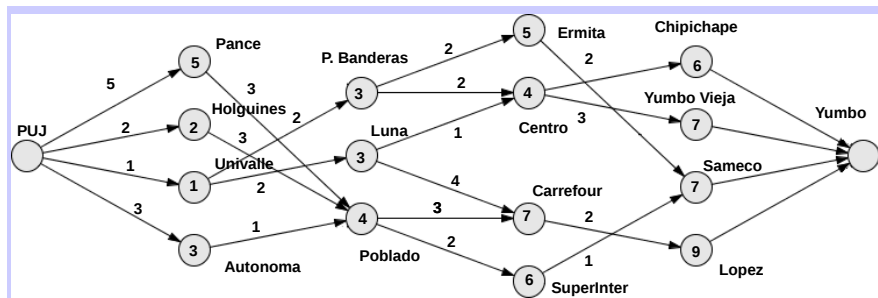 Pance
5
5
3
PUJ
2
2
Holguines
3
1
1
Univalle
2
2
3
3
Autonoma
1
P. Banderas
3
2
2
Luna
3
1
4
4
Poblado
3
2
5
Ermita
4
Centro
2
3
7
Carrefour
2
6
SuperInter
1
Chipichape
6
Yumbo Vieja
7
7
Sameco
9
Lopez
Yumbo